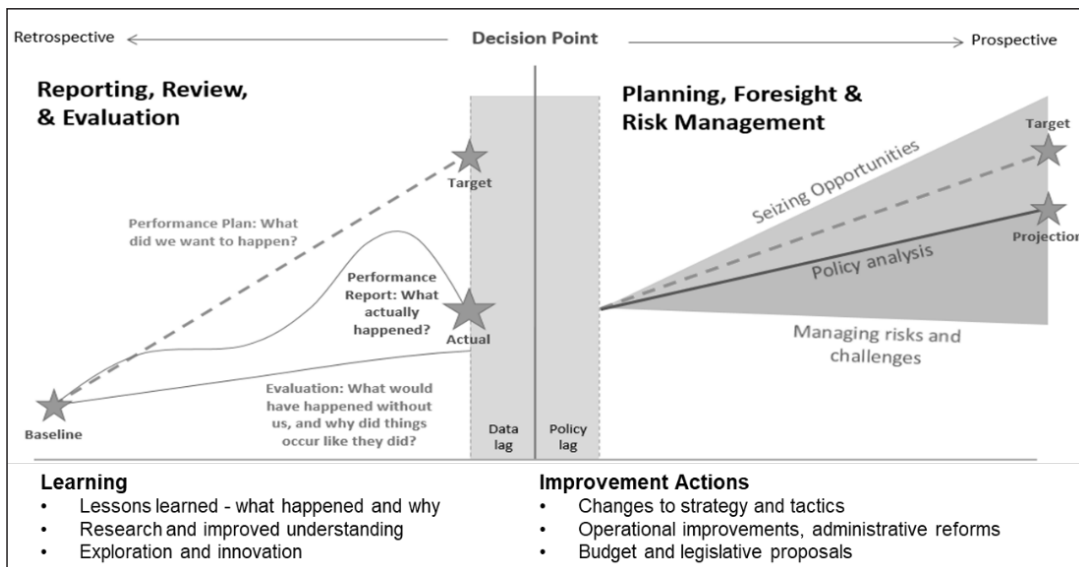 Retrospective
Decision Point
Prospective
Reporting, Review,
& Evaluation
Planning, Foresight &
Risk Management
Target
Performance Plan: What
did we want to happen?
Performance
Report: What
actually
happened?
Actual
Evaluation: What would
have happened without
us, and why did things
occur like they did?
Baseline
Data
lag
Policy
lag
Target
Seizing Opportunities
Projection
Policy analysis
Managing risks and
challenges
Learning
• Lessons learned - what happened and why
• Research and improved understanding
• Exploration and innovation
Improvement Actions
• Changes to strategy and tactics
• Operational improvements, administrative reforms
• Budget and legislative proposals